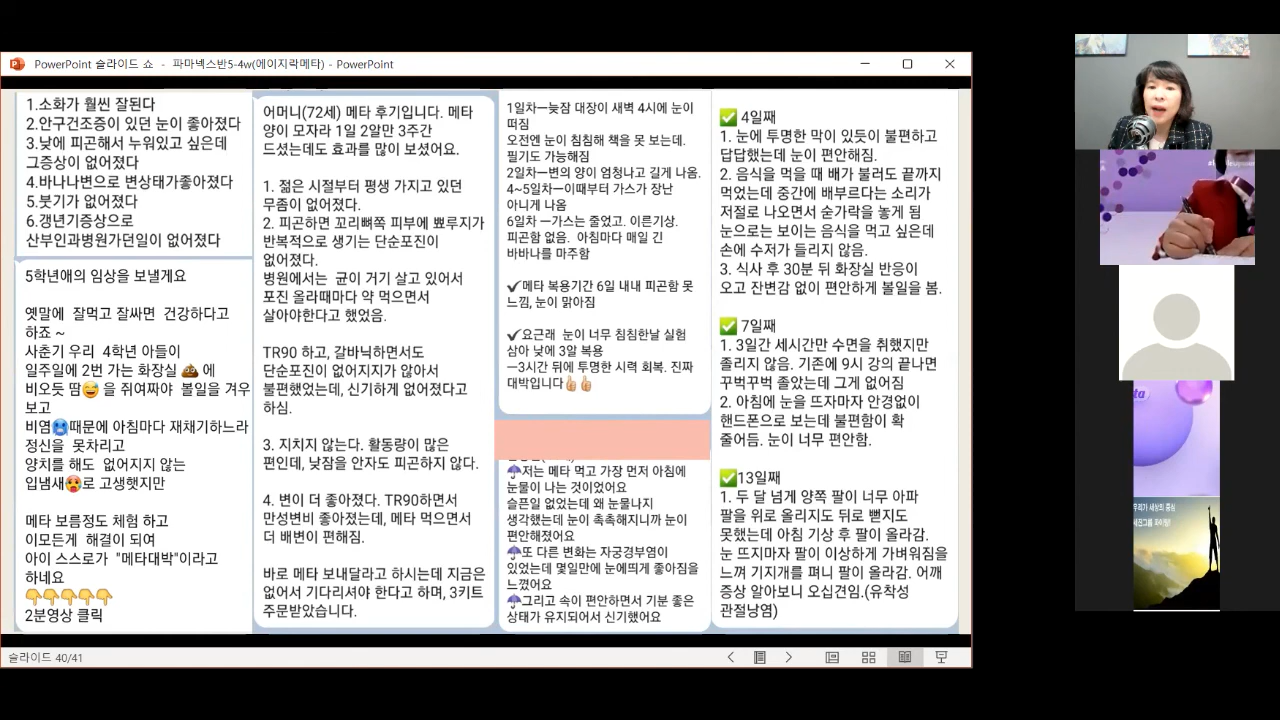 PowerPoint 슬라이드 쇼 - 파마넥스반5-4w(에이지락메타) - PowerPoint
1.소화가 훨씬 잘된다
2.안구건조증이 있던 눈이 좋아졌다
3.낮에 피곤해서 누워있고 싶은데
그증상이 없어졌다
4.바나나변으로 변상태가좋아졌다
5.붓기가 없어졌다
6.갱년기증상으로
산부인과병원가던일이 없어졌다
5학년애의 임상을 보낼게요
옛말에 잘먹고 잘싸면 건강하다고
하죠 ~
사춘기 우리 4학년 아들이
일주일에 2번 가는 화장실 💩 에
비오듯 땀😅 을 쥐여짜야 볼일을 겨우
보고
비염🥶때문에 아침마다 재채기하느라
정신을 못차리고
양치를 해도 없어지지 않는
입냄새🥵로 고생했지만
메타 보름정도 체험 하고
이모든게 해결이 되여
아이 스스로가 "메타대박"이라고
하네요
👇👇👇👇👇
2분영상 클릭
어머니(72세) 메타 후기입니다. 메타
양이 모자라 1일 2알만 3주간
드셨는데도 효과를 많이 보셨어요.
1. 젊은 시절부터 평생 가지고 있던
무좀이 없어졌다.
2. 피곤하면 꼬리뼈쪽 피부에 뾰루지가
반복적으로 생기는 단순포진이
없어졌다.
병원에서는 균이 거기 살고 있어서
포진 올라때마다 약 먹으면서
살아야한다고 했었음.
TR90 하고, 갈바닉하면서도
단순포진이 없어지지가 않아서
불편했었는데, 신기하게 없어졌다고
하심.
3. 지치지 않는다. 활동량이 많은
편인데, 낮잠을 안자도 피곤하지 않다.
4. 변이 더 좋아졌다. TR90하면서
만성변비 좋아졌는데, 메타 먹으면서
더 배변이 편해짐.
바로 메타 보내달라고 하시는데 지금은
없어서 기다리셔야 한다고 하며, 3키트
주문받았습니다.
1일차ㅡ늦잠 대장이 새벽 4시에 눈이
떠짐
오전엔 눈이 침침해 책을 못 보는데.
필기도 가능해짐
2일차ㅡ변의 양이 엄청나고 길게 나옴.
4~5일차ㅡ이때부터 가스가 장난
아니게 나옴
6일차 ㅡ가스는 줄었고. 이른기상.
피곤함 없음. 아침마다 매일 긴
바바나를 마주함
✔메타 복용기간 6일 내내 피곤함 못
느낌, 눈이 맑아짐
✔요근래 눈이 너무 침침한날 실험
삼아 낮에 3알 복용
ㅡ3시간 뒤에 투명한 시력 회복. 진짜
대박입니다👍🏻👍🏻
☂저는 메타 먹고 가장 먼저 아침에
눈물이 나는 것이었어요
슬픈일 없었는데 왜 눈물나지
생각했는데 눈이 촉촉해지니까 눈이
편안해졌어요
☂또 다른 변화는 자궁경부염이
있었는데 몇일만에 눈에띄게 좋아짐을
느꼈어요
☂그리고 속이 편안하면서 기분 좋은
상태가 유지되어서 신기했어요
✅ 4일째
1. 눈에 투명한 막이 있듯이 불편하고
답답했는데 눈이 편안해짐.
2. 음식을 먹을 때 배가 불러도 끝까지
먹었는데 중간에 배부르다는 소리가
저절로 나오면서 숟가락을 놓게 됨
눈으로는 보이는 음식을 먹고 싶은데
손에 수저가 들리지 않음.
3. 식사 후 30분 뒤 화장실 반응이
오고 잔변감 없이 편안하게 볼일을 봄.
✅ 7일째
1. 3일간 세시간만 수면을 취했지만
졸리지 않음. 기존에 9시 강의 끝나면
꾸벅꾸벅 졸았는데 그게 없어짐
2. 아침에 눈을 뜨자마자 안경없이
핸드폰으로 보는데 불편함이 확
줄어듬. 눈이 너무 편안함.
✅13일째
1. 두 달 넘게 양쪽 팔이 너무 아파
팔을 위로 올리지도 뒤로 뻗지도
못했는데 아침 기상 후 팔이 올라감.
눈 뜨지마자 팔이 이상하게 가벼워짐을
느껴 기지개를 펴니 팔이 올라감. 어깨
증상 알아보니 오십견임.(유착성
관절낭염)
슬라이드 40/41
ta
우리가 세상의 중심